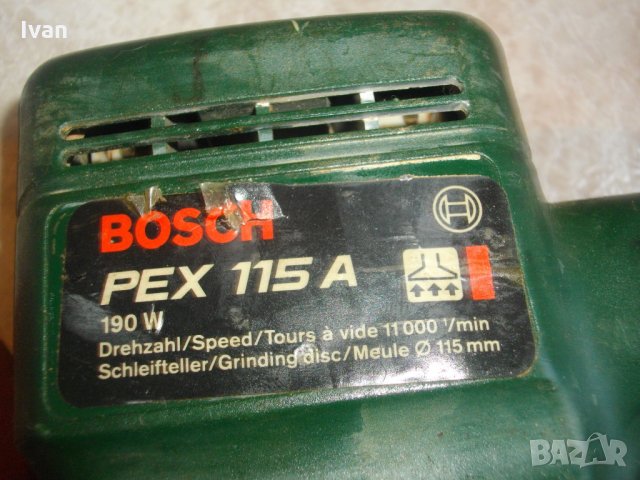 Ivan
BOSCH
PEX 115 A
190 W
Drehzahl/Speed/Tours à vide 11 000 1/min
Schleifteller/Grinding disc/Meule Ø 115 mm
BAZAR